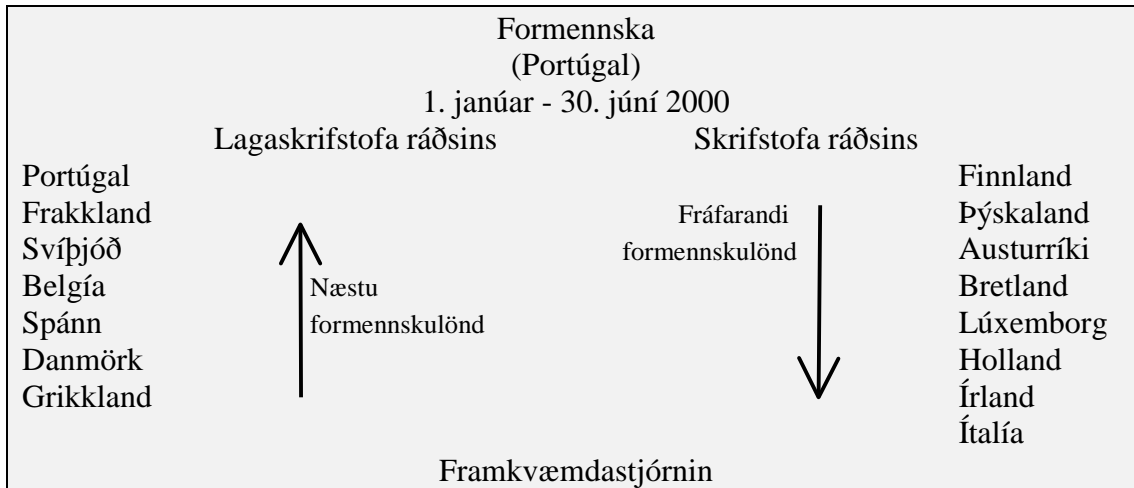 Formennska
(Portúgal)
1. janúar - 30. júní 2000
Lagaskrifstofa ráðsins
Skrifstofa ráðsins
Portúgal
Frakkland
Svíþjóð
Belgía
Spánn
Danmörk
Grikkland
Næstu
formennskulönd
Fráfarandi
formennskulönd
Finnland
Þýskaland
Austurríki
Bretland
Lúxemborg
Holland
Írland
Ítalía
Framkvæmdastjórnin